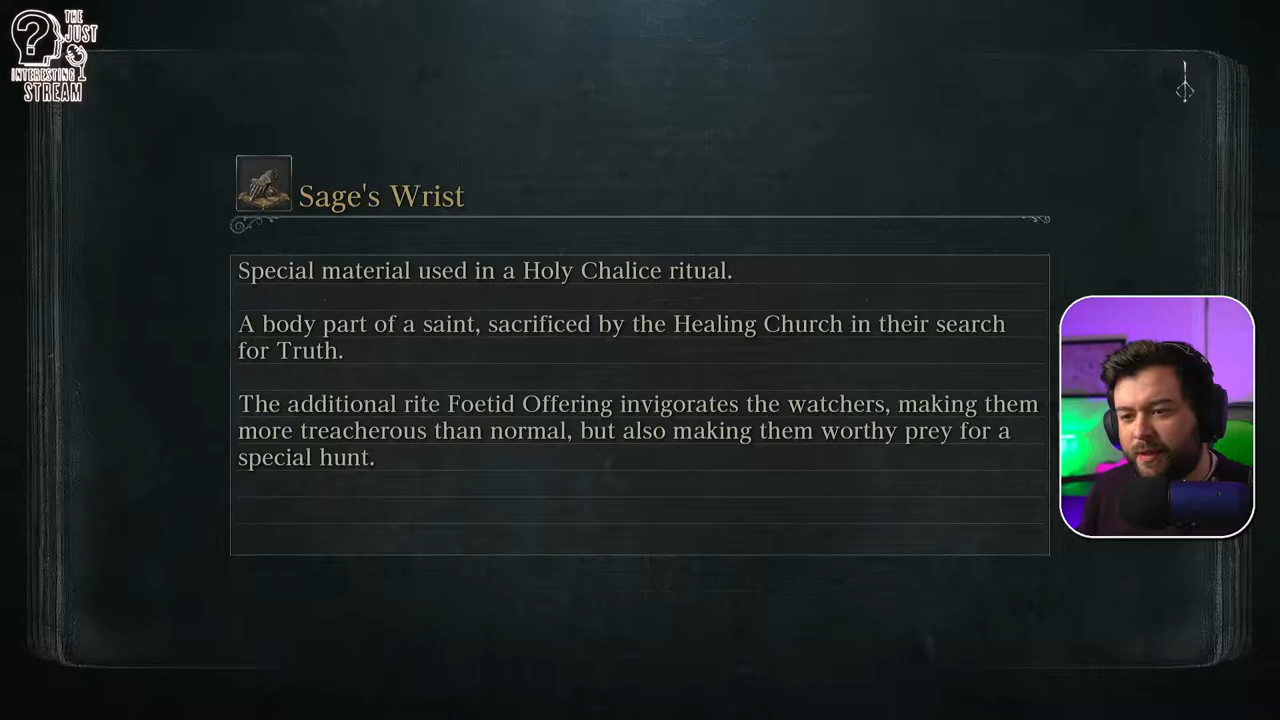 THE
JUST
INTERESTING
STREAM
Sage's Wrist
Special material used in a Holy Chalice ritual.
A body part of a saint, sacrificed by the Healing Church in their search
for Truth.
The additional rite Foetid Offering invigorates the watchers, making them
more treacherous than normal, but also making them worthy prey for a
special hunt.